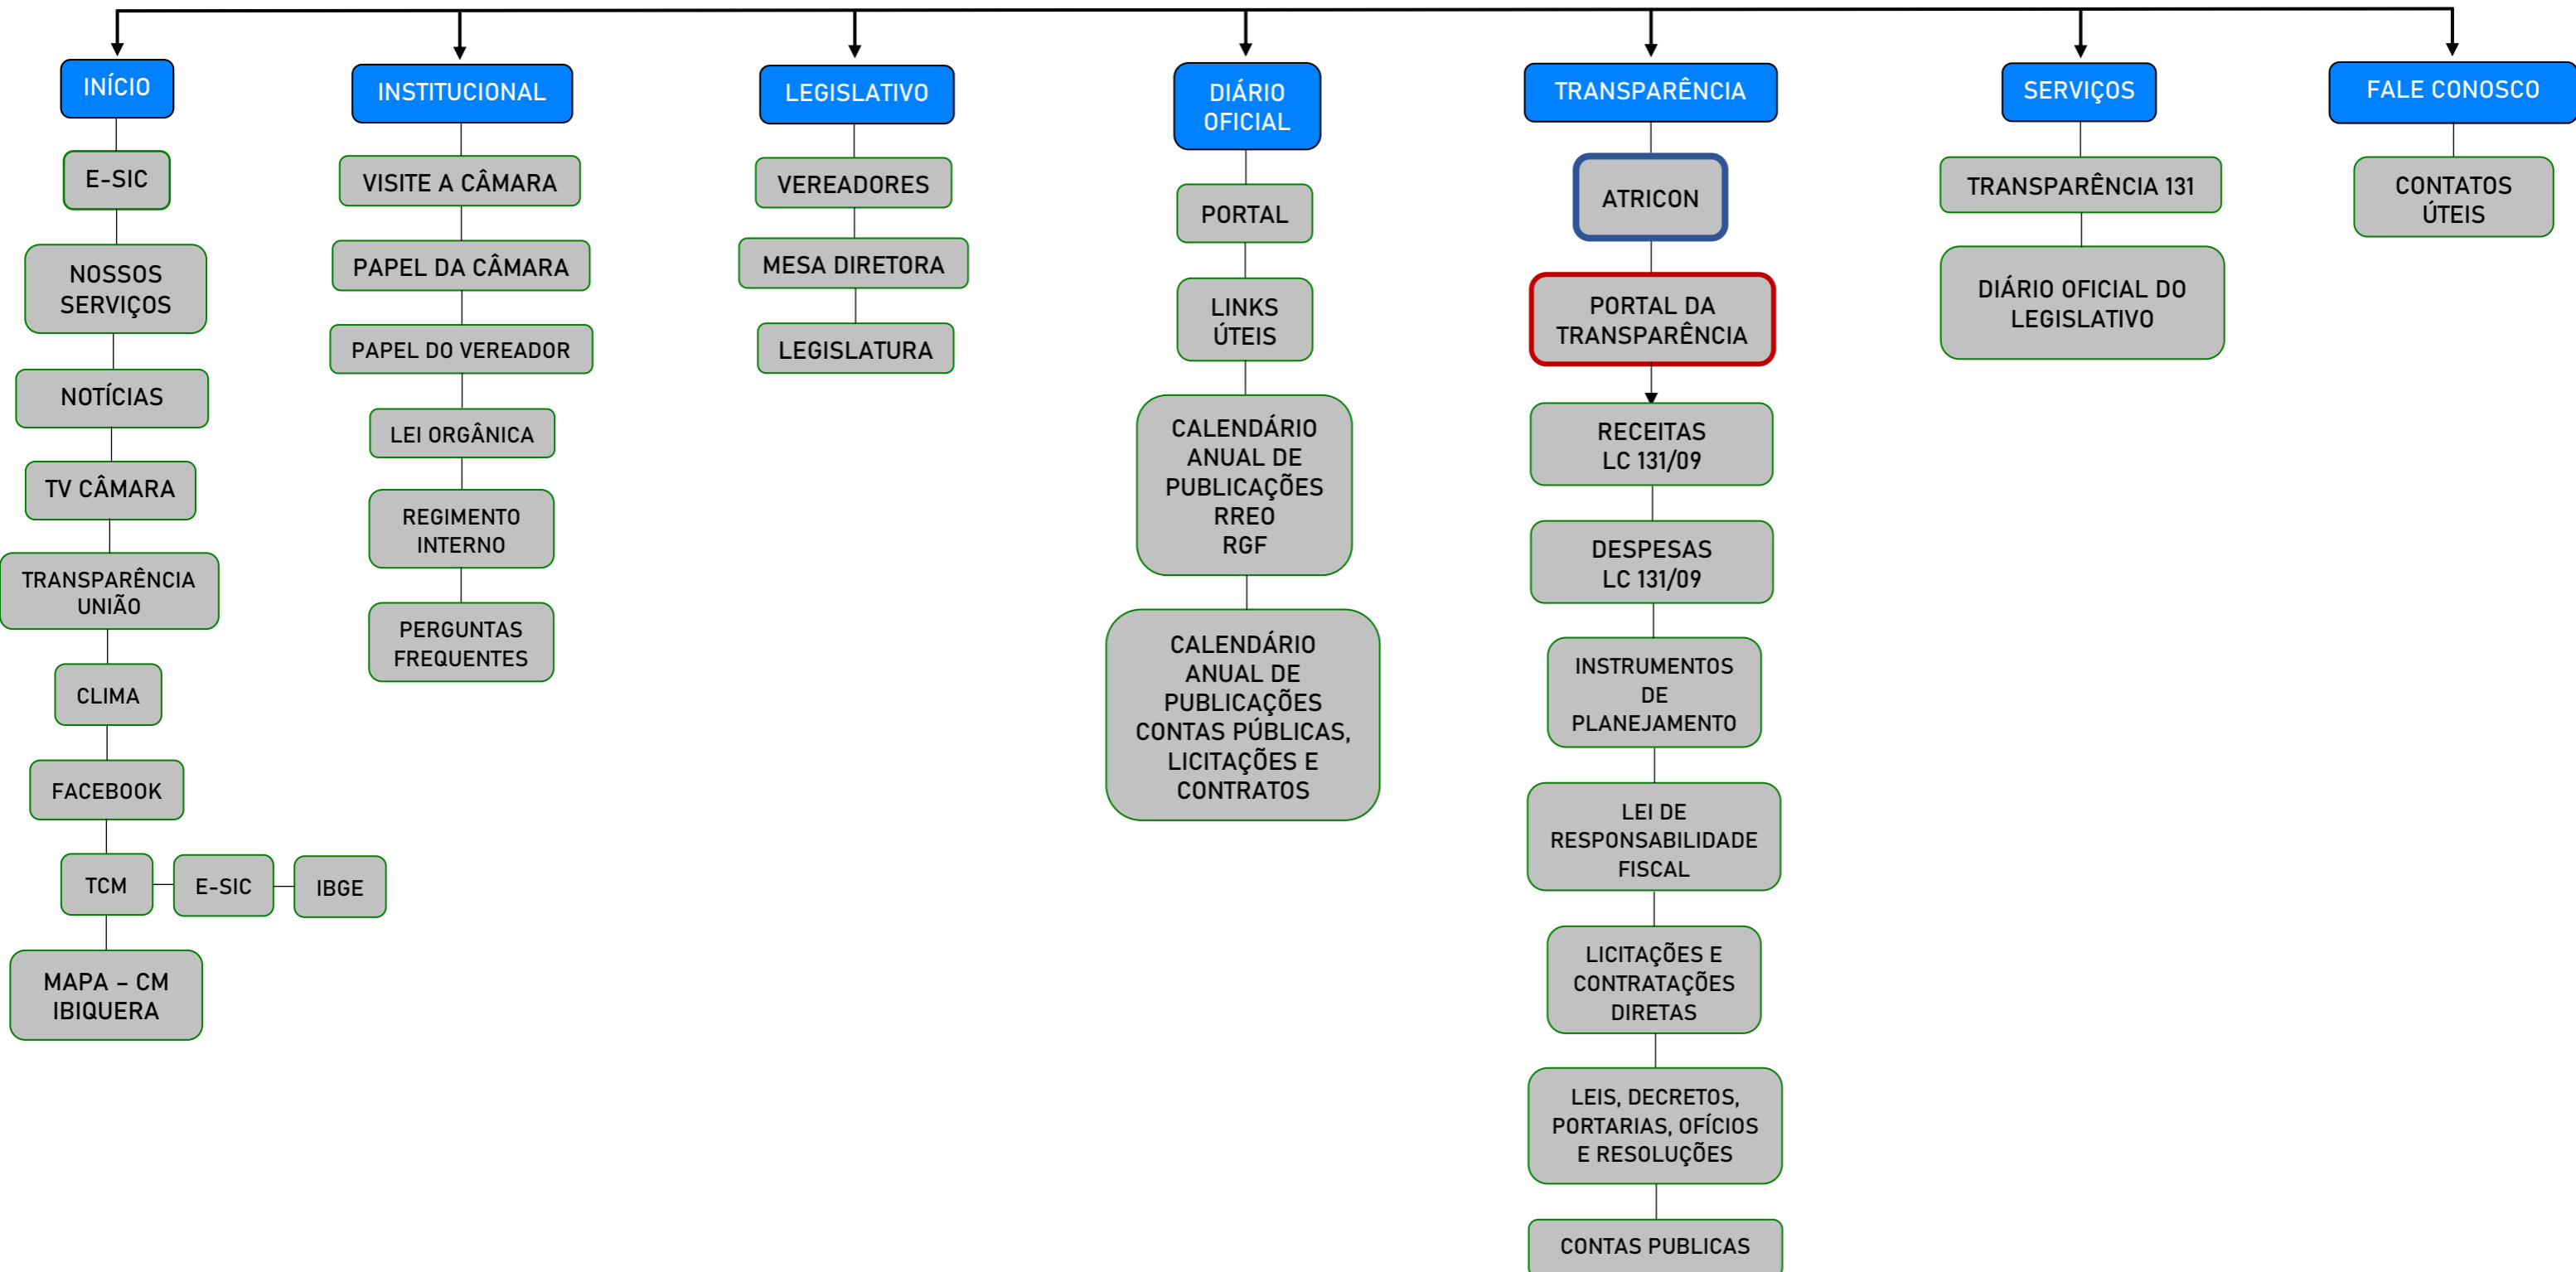 INÍCIO
E-SIC
NOSSOS
SERVIÇOS
NOTÍCIAS
TV CÂMARA
TRANSPARÊNCIA
UNIÃO
CLIMA
FACEBOOK
TCM
E-SIC
IBGE
MAPA – CM
IBIQUERA
INSTITUCIONAL
VISITE A CÂMARA
PAPEL DA CÂMARA
PAPEL DO VEREADOR
LEI ORGÂNICA
REGIMENTO
INTERNO
PERGUNTAS
FREQUENTES
LEGISLATIVO
VEREADORES
MESA DIRETORA
LEGISLATURA
DIÁRIO
OFICIAL
PORTAL
LINKS
ÚTEIS
CALENDÁRIO
ANUAL DE
PUBLICAÇÕES
RREO
RGF
CALENDÁRIO
ANUAL DE
PUBLICAÇÕES
CONTAS PÚBLICAS,
LICITAÇÕES E
CONTRATOS
TRANSPARÊNCIA
ATRICON
PORTAL DA
TRANSPARÊNCIA
RECEITAS
LC 131/09
DESPESAS
LC 131/09
INSTRUMENTOS
DE
PLANEJAMENTO
LEI DE
RESPONSABILIDADE
FISCAL
LICITAÇÕES E
CONTRATAÇÕES
DIRETAS
LEIS, DECRETOS,
PORTARIAS, OFÍCIOS
E RESOLUÇÕES
CONTAS PUBLICAS
SERVIÇOS
TRANSPARÊNCIA 131
DIÁRIO OFICIAL DO
LEGISLATIVO
FALE CONOSCO
CONTATOS
ÚTEIS